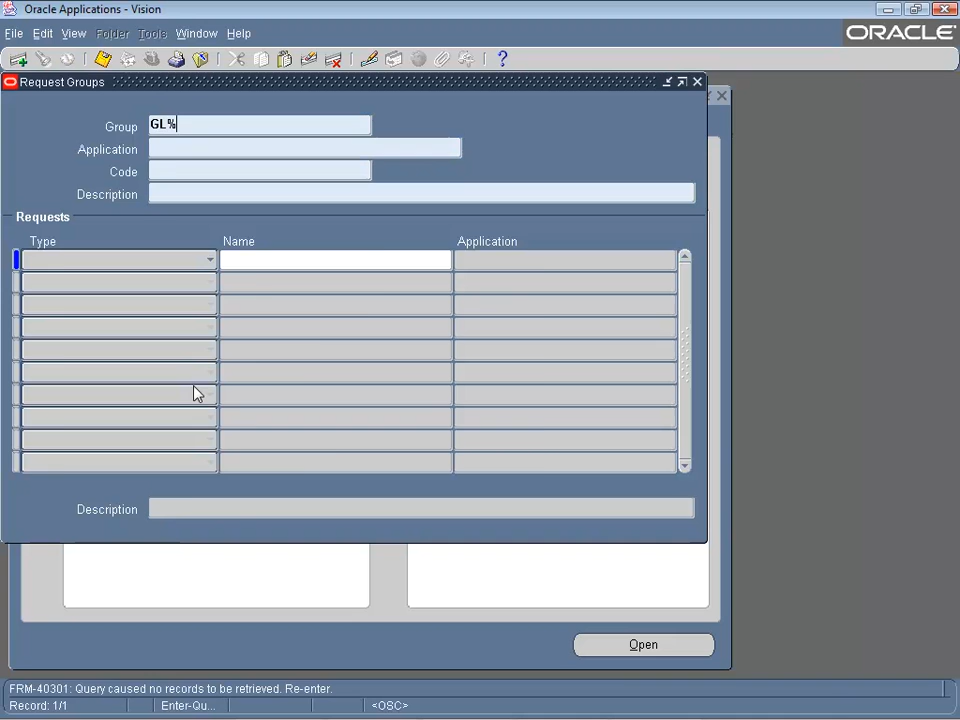 Oracle Applications - Vision
File Edit View Folder Tools Window Help
ORACLE
Request Groups
Group GL%
Application
Code
Description
Requests
Type Name Application
Description
Open
FRM-40301: Query caused no records to be retrieved. Re-enter.
Record: 1/1 Enter-Qu... <OSC>